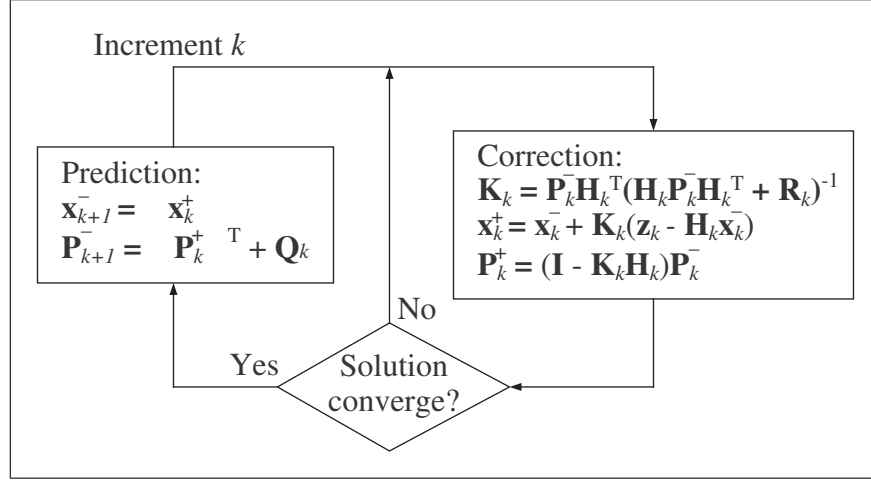 Increment k
Prediction:
x⁻ₖ₊₁ = x⁺ₖ
P⁻ₖ₊₁ = P⁺ₖ ᵀ + Qₖ
Correction:
Kₖ = P⁻ₖHₖᵀ(HₖP⁻ₖHₖᵀ + Rₖ)⁻¹
x⁺ₖ = x⁻ₖ + Kₖ(zₖ - Hₖx⁻ₖ)
P⁺ₖ = (I - KₖHₖ)P⁻ₖ
No
Yes
Solution
converge?